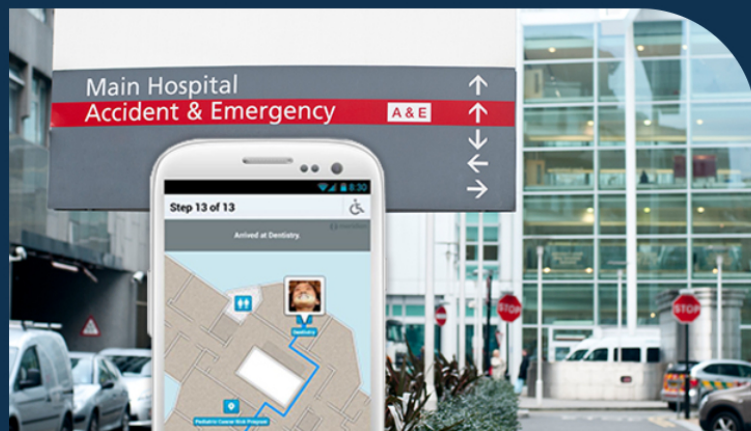 Main Hospital
Accident & Emergency A & E
8:30
Step 13 of 13
Arrived at Dentistry.
Dentistry
Pediatric Cancer Risk Program
STOP
STOP